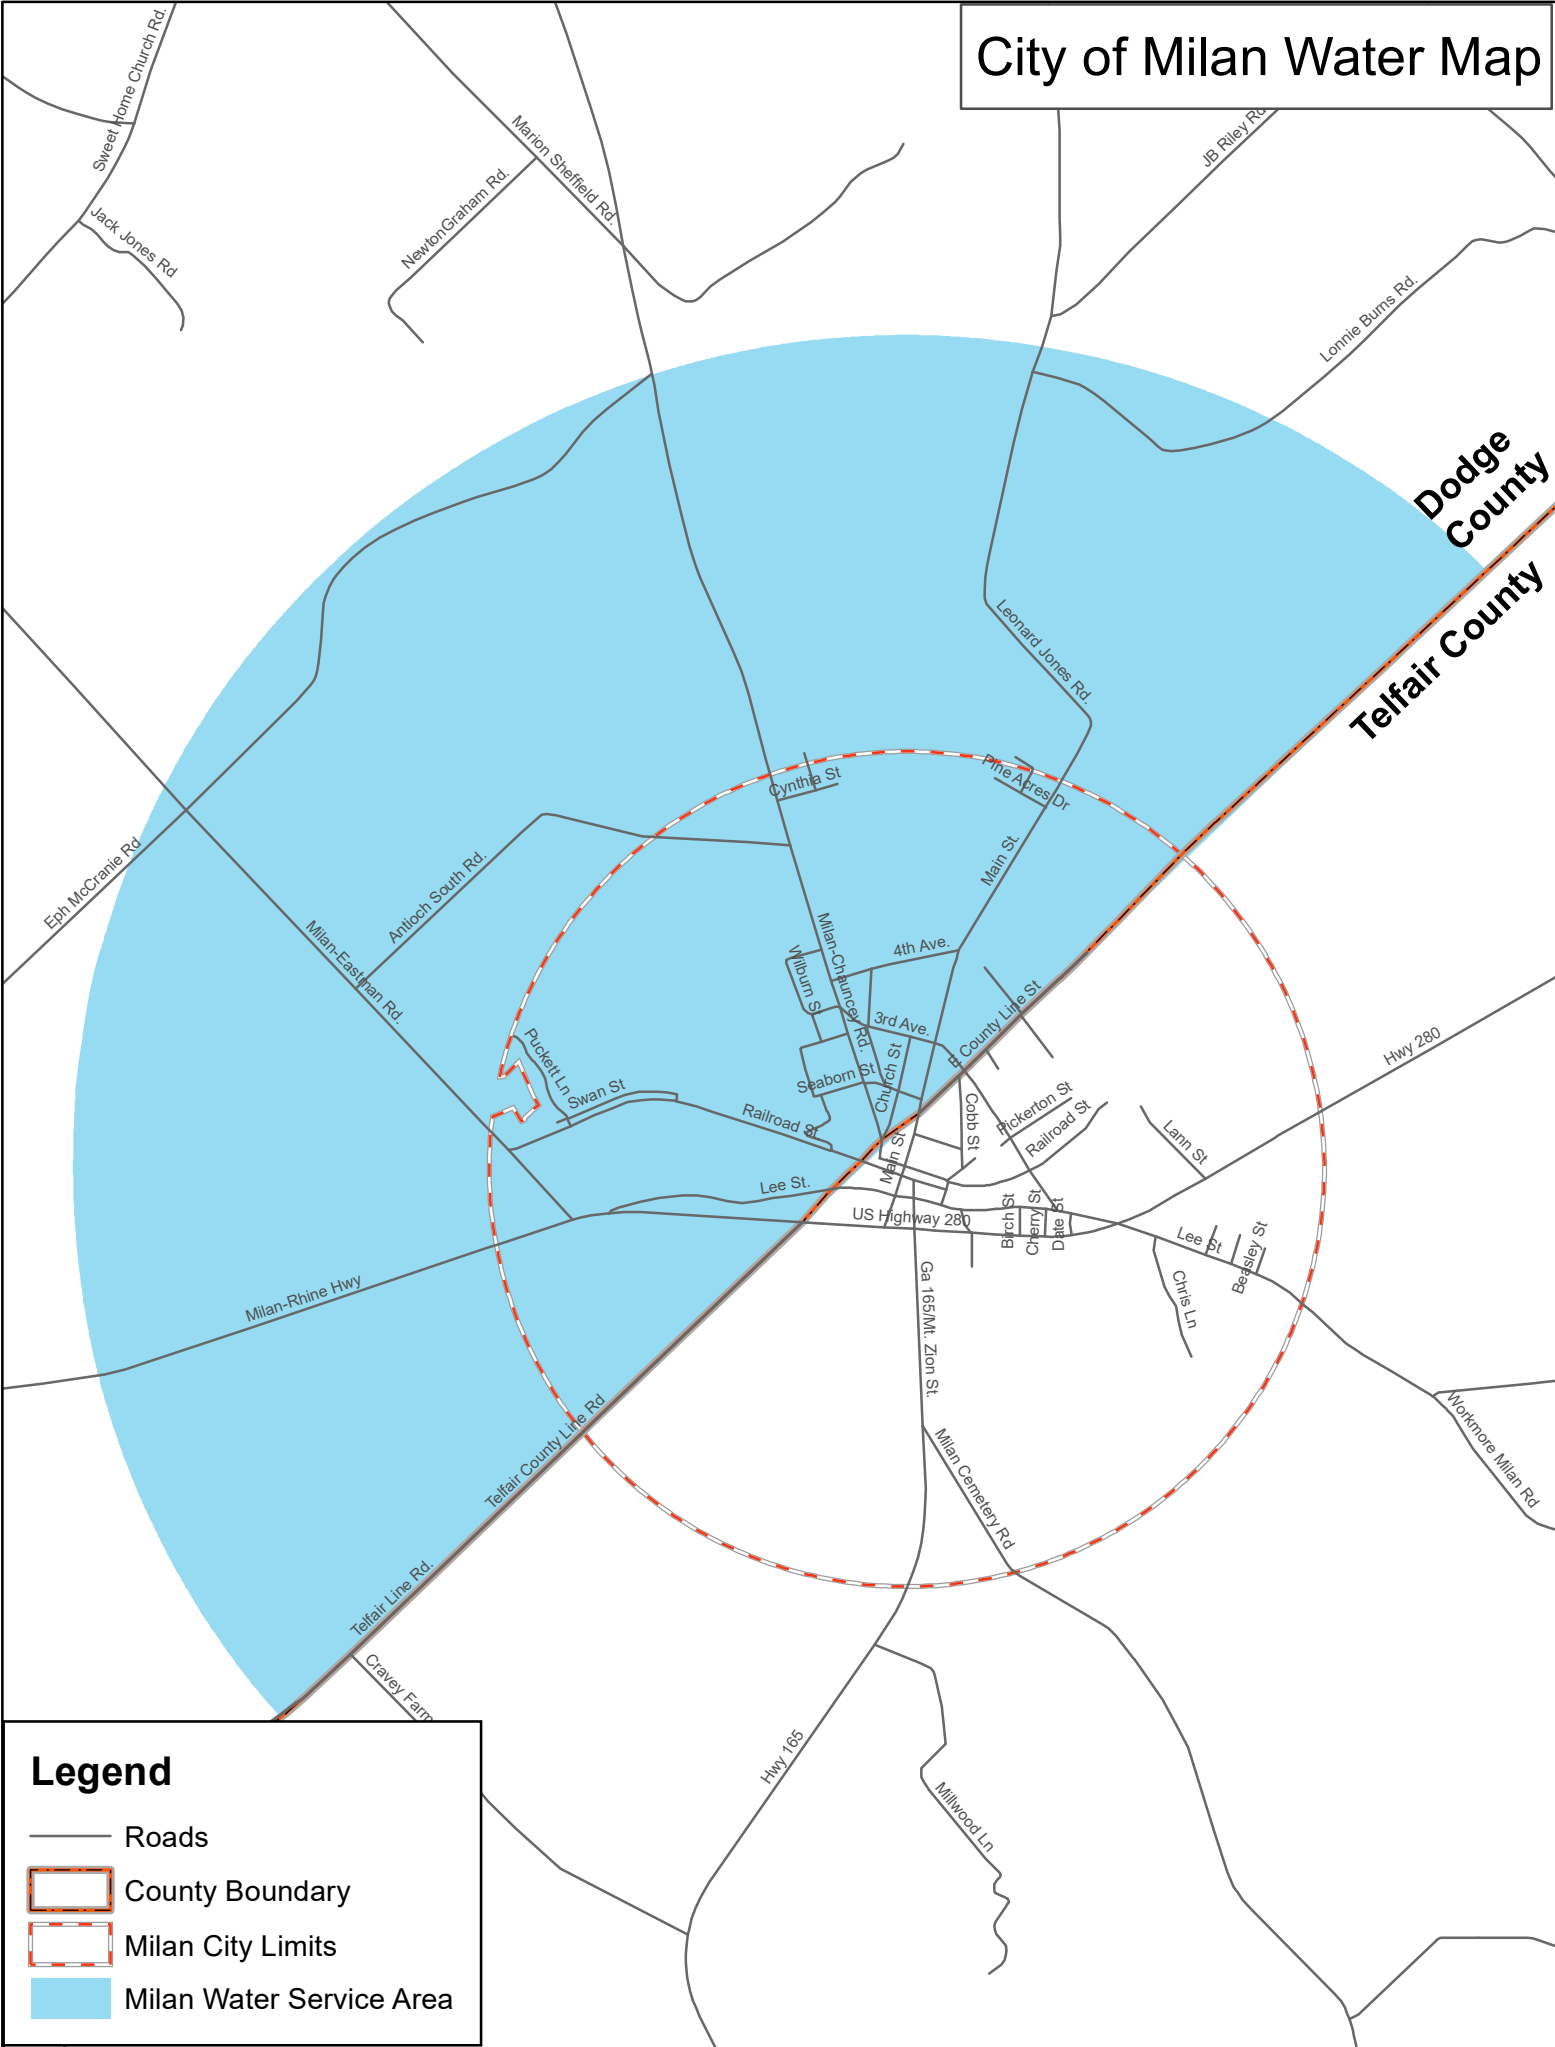 City of Milan Water Map
Sweet Home Church Rd.
Marion Sheffield Rd.
JB Riley Rd
NewtonGraham Rd.
Jack Jones Rd
Lonnie Burns Rd.
Dodge
County
Telfair County
Leonard Jones Rd.
Cynthia St
Pine Acres Dr
Main St.
Eph McCranie Rd
Antioch South Rd.
Milan-Eastman Rd.
Milan-Chauncey Rd.
Wilburn St
4th Ave.
3rd Ave.
E County Line St
Hwy 280
Puckett Ln
Swan St
Seaborn St
Church St
Railroad St
Cobb St
Pickerton St
Railroad St
Lann St
Main St
Lee St.
US Highway 280
Birch St
Cherry St
Date St
Lee St
Beasley St
Chris Ln
Milan-Rhine Hwy
Ga 165/Mt. Zion St.
Telfair County Line Rd
Milan Cemetery Rd
Workmore Milan Rd
Telfair Line Rd.
Cravey Farm
Hwy 165
Millwood Ln
Legend
Roads
County Boundary
Milan City Limits
Milan Water Service Area